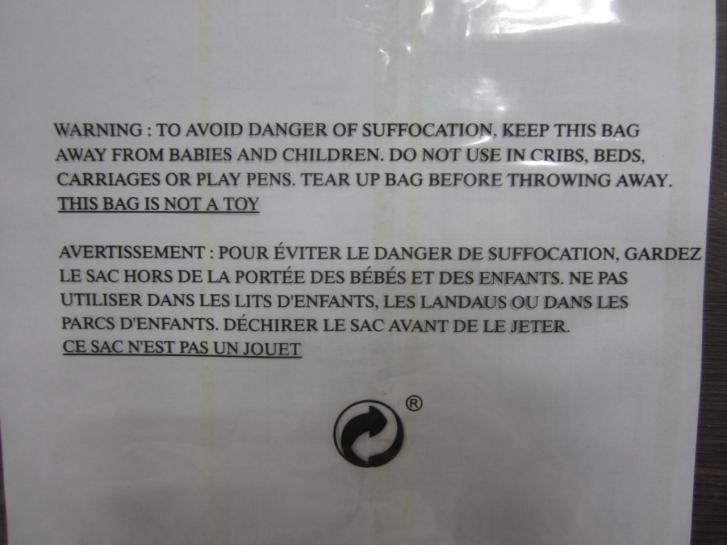 WARNING : TO AVOID DANGER OF SUFFOCATION, KEEP THIS BAG
AWAY FROM BABIES AND CHILDREN. DO NOT USE IN CRIBS, BEDS,
CARRIAGES OR PLAY PENS. TEAR UP BAG BEFORE THROWING AWAY.
THIS BAG IS NOT A TOY
AVERTISSEMENT : POUR ÉVITER LE DANGER DE SUFFOCATION, GARDEZ
LE SAC HORS DE LA PORTÉE DES BÉBÉS ET DES ENFANTS. NE PAS
UTILISER DANS LES LITS D'ENFANTS, LES LANDAUS OU DANS LES
PARCS D'ENFANTS. DÉCHIRER LE SAC AVANT DE LE JETER.
CE SAC N'EST PAS UN JOUET
®